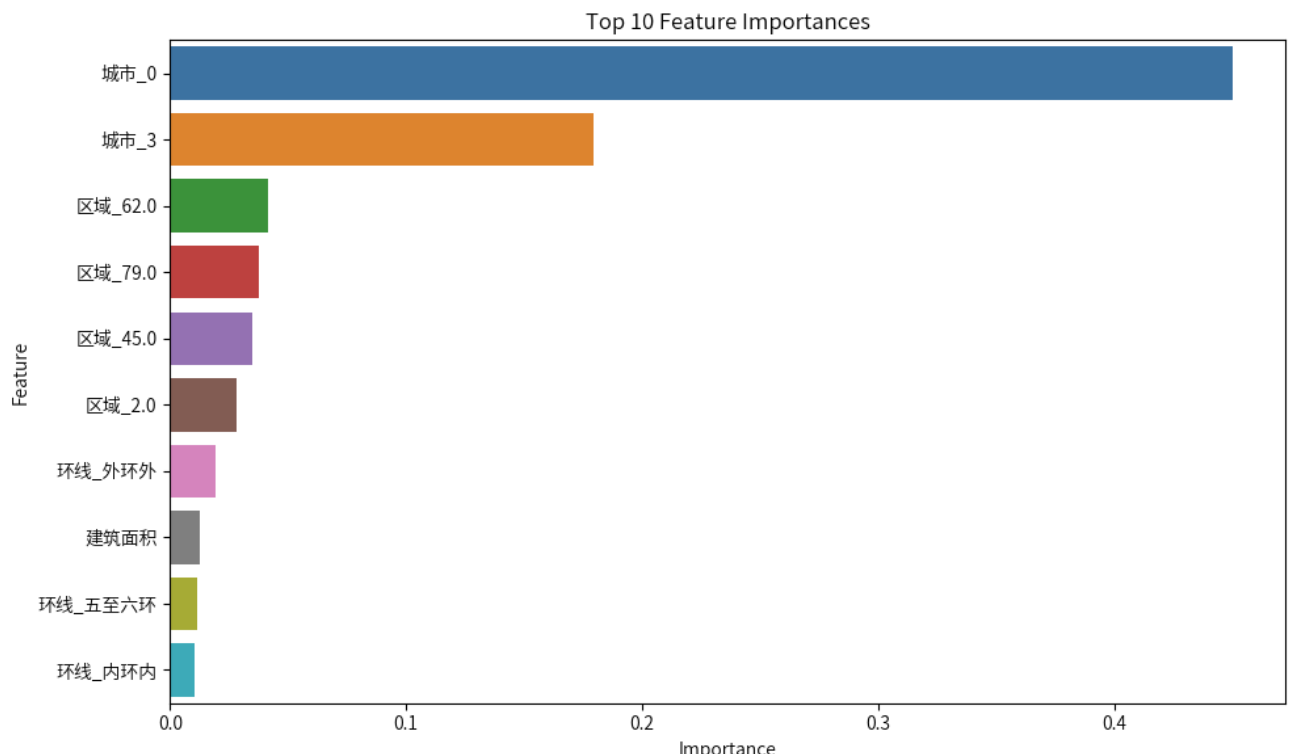 Top 10 Feature Importances
城市_0
城市_3
区域_62.0
区域_79.0
区域_45.0
区域_2.0
环线_外环外
建筑面积
环线_五至六环
环线_内环内
Feature
0.0 0.1 0.2 0.3 0.4
Importance